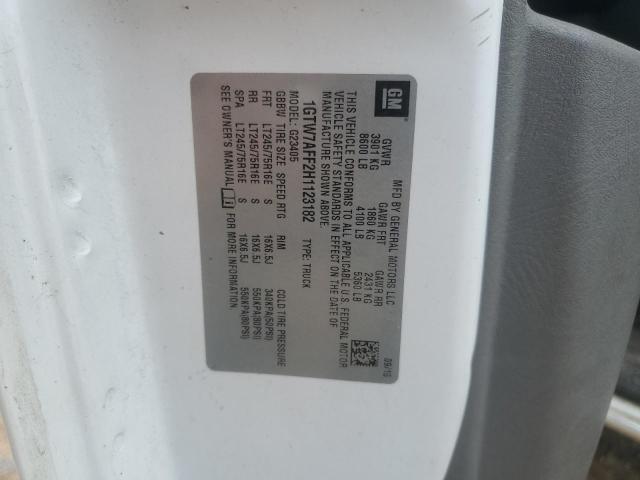 GM
MFD BY GENERAL MOTORS LLC 09/16
GVWR GAWR FRT GAWR RR
3901 KG 1860 KG 2431 KG
8600 LB 4100 LB 5360 LB
THIS VEHICLE CONFORMS TO ALL APPLICABLE U.S. FEDERAL MOTOR
VEHICLE SAFETY STANDARDS IN EFFECT ON THE DATE OF
MANUFACTURE SHOWN ABOVE.
1GTW7AFF2H1123182 TYPE: TRUCK
MODEL: G23405
GBBW TIRE SIZE SPEED RTG RIM COLD TIRE PRESSURE
FRT LT245/75R16E S 16X6.5J 340KPA(50PSI)
RR LT245/75R16E S 16X6.5J 550KPA(80PSI)
SPA LT245/75R16E S 16X6.5J 550KPA(80PSI)
SEE OWNER'S MANUAL FOR MORE INFORMATION.